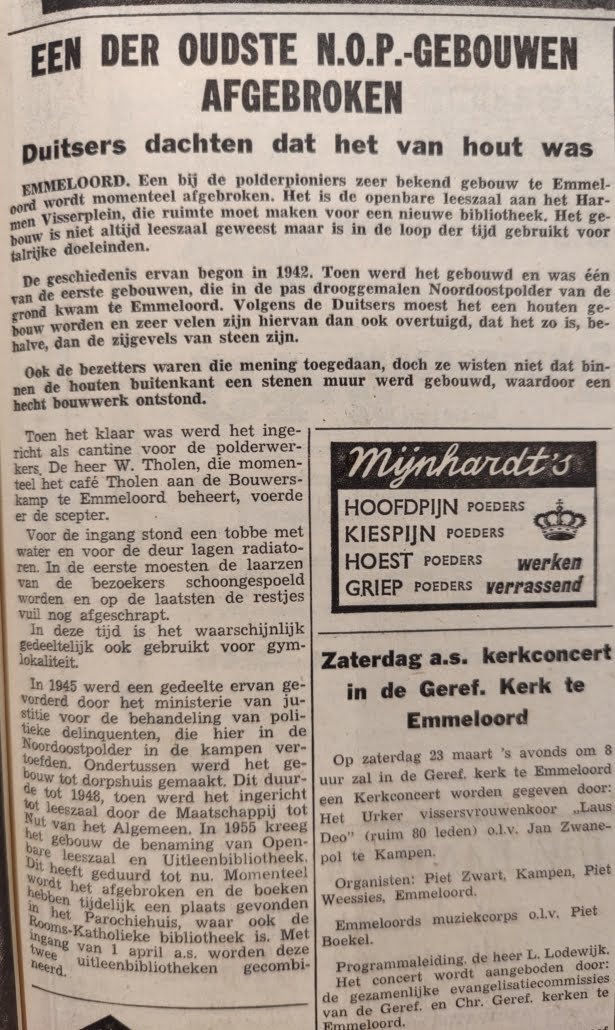 EEN DER OUDSTE N.O.P.-GEBOUWEN
AFGEBROKEN
Duitsers dachten dat het van hout was
EMMELOORD. Een bij de polderpioniers zeer bekend gebouw te Emmel-
oord wordt momenteel afgebroken. Het is de openbare leeszaal aan het Har-
men Visserplein, die ruimte moet maken voor een nieuwe bibliotheek. Het ge-
bouw is niet altijd leeszaal geweest maar is in de loop der tijd gebruikt voor
talrijke doeleinden.
De geschiedenis ervan begon in 1942. Toen werd het gebouwd en was één
van de eerste gebouwen, die in de pas drooggemalen Noordoostpolder van de
grond kwam te Emmeloord. Volgens de Duitsers moest het een houten ge-
bouw worden en zeer velen zijn hiervan dan ook overtuigd, dat het zo is, be-
halve, dan de zijgevels van steen zijn.
Ook de bezetters waren die mening toegedaan, doch ze wisten niet dat bin-
nen de houten buitenkant een stenen muur werd gebouwd, waardoor een
hecht bouwwerk ontstond.
Toen het klaar was werd het inge-
richt als cantine voor de polderwer-
kers. De heer W. Tholen, die momen-
teel het café Tholen aan de Bouwers-
kamp te Emmeloord beheert, voerde
er de scepter.
Voor de ingang stond een tobbe met
water en voor de deur lagen radiato-
ren. In de eerste moesten de laarzen
van de bezoekers schoongespoeld
worden en op de laatsten de restjes
vuil nog afgeschrapt.
In deze tijd is het waarschijnlijk
gedeeltelijk ook gebruikt voor gym-
lokaliteit.
In 1945 werd een gedeelte ervan ge-
vorderd door het ministerie van ju-
stitie voor de behandeling van poli-
tieke delinquenten, die hier in de
Noordoostpolder in de kampen ver-
toefden. Ondertussen werd het ge-
bouw tot dorpshuis gemaakt. Dit duur-
de tot 1948, toen werd het ingericht
tot leeszaal door de Maatschappij tot
Nut van het Algemeen. In 1955 kreeg
het gebouw de benaming van Open-
bare leeszaal en Uitleenbibliotheek.
Dit heeft geduurd tot nu. Momenteel
wordt het afgebroken en de boeken
hebben tijdelijk een plaats gevonden
in het Parochiehuis, waar ook de
Rooms-Katholieke bibliotheek is. Met
ingang van 1 april a.s. worden deze
twee uitleenbibliotheken gecombi-
neerd.
Mijnhardt's
HOOFDPIJN POEDERS
KIESPIJN POEDERS
HOEST POEDERS werken
GRIEP POEDERS verrassend
Zaterdag a.s. kerkconcert
in de Geref. Kerk te
Emmeloord
Op zaterdag 23 maart 's avonds om 8
uur zal in de Geref. kerk te Emmeloord
een Kerkconcert worden gegeven door:
Het Urker vissersvrouwenkoor „Laus
Deo" (ruim 80 leden) o.l.v. Jan Zwane-
pol te Kampen.
Organisten: Piet Zwart, Kampen, Piet
Weessies, Emmeloord.
Emmeloords muziekcorps o.l.v. Piet
Boekel.
Programmaleiding, de heer L. Lodewijk.
Het concert wordt aangeboden door:
de gezamenlijke evangelisatiecommissies
van de Geref. en Chr. Geref. kerken te
Emmeloord.